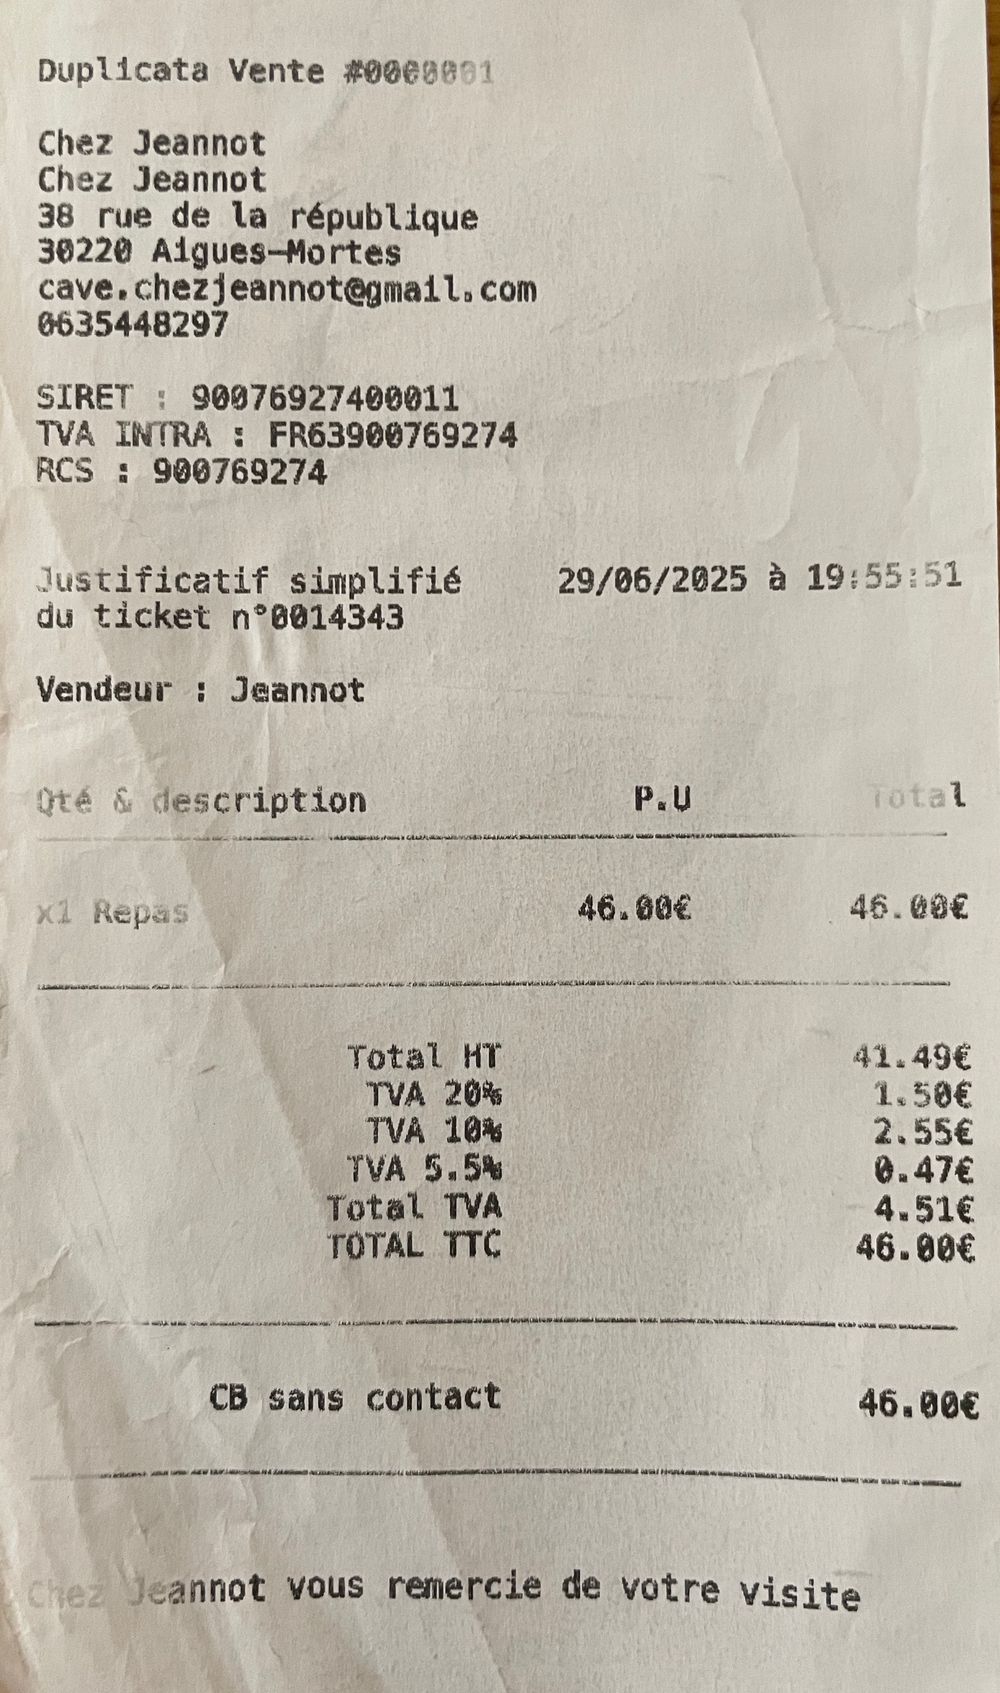 Duplicata Vente #0000001
Chez Jeannot
Chez Jeannot
38 rue de la république
30220 Aigues-Mortes
cave.chezjeannot@gmail.com
0635448297
SIRET : 90076927400011
TVA INTRA : FR63900769274
RCS : 900769274
Justificatif simplifié 29/06/2025 à 19:55:51
du ticket n°0014343
Vendeur : Jeannot
Qté & description P.U Total
x1 Repas 46.00€ 46.00€
Total HT 41.49€
TVA 20% 1.50€
TVA 10% 2.55€
TVA 5.5% 0.47€
Total TVA 4.51€
TOTAL TTC 46.00€
CB sans contact 46.00€
Chez Jeannot vous remercie de votre visite